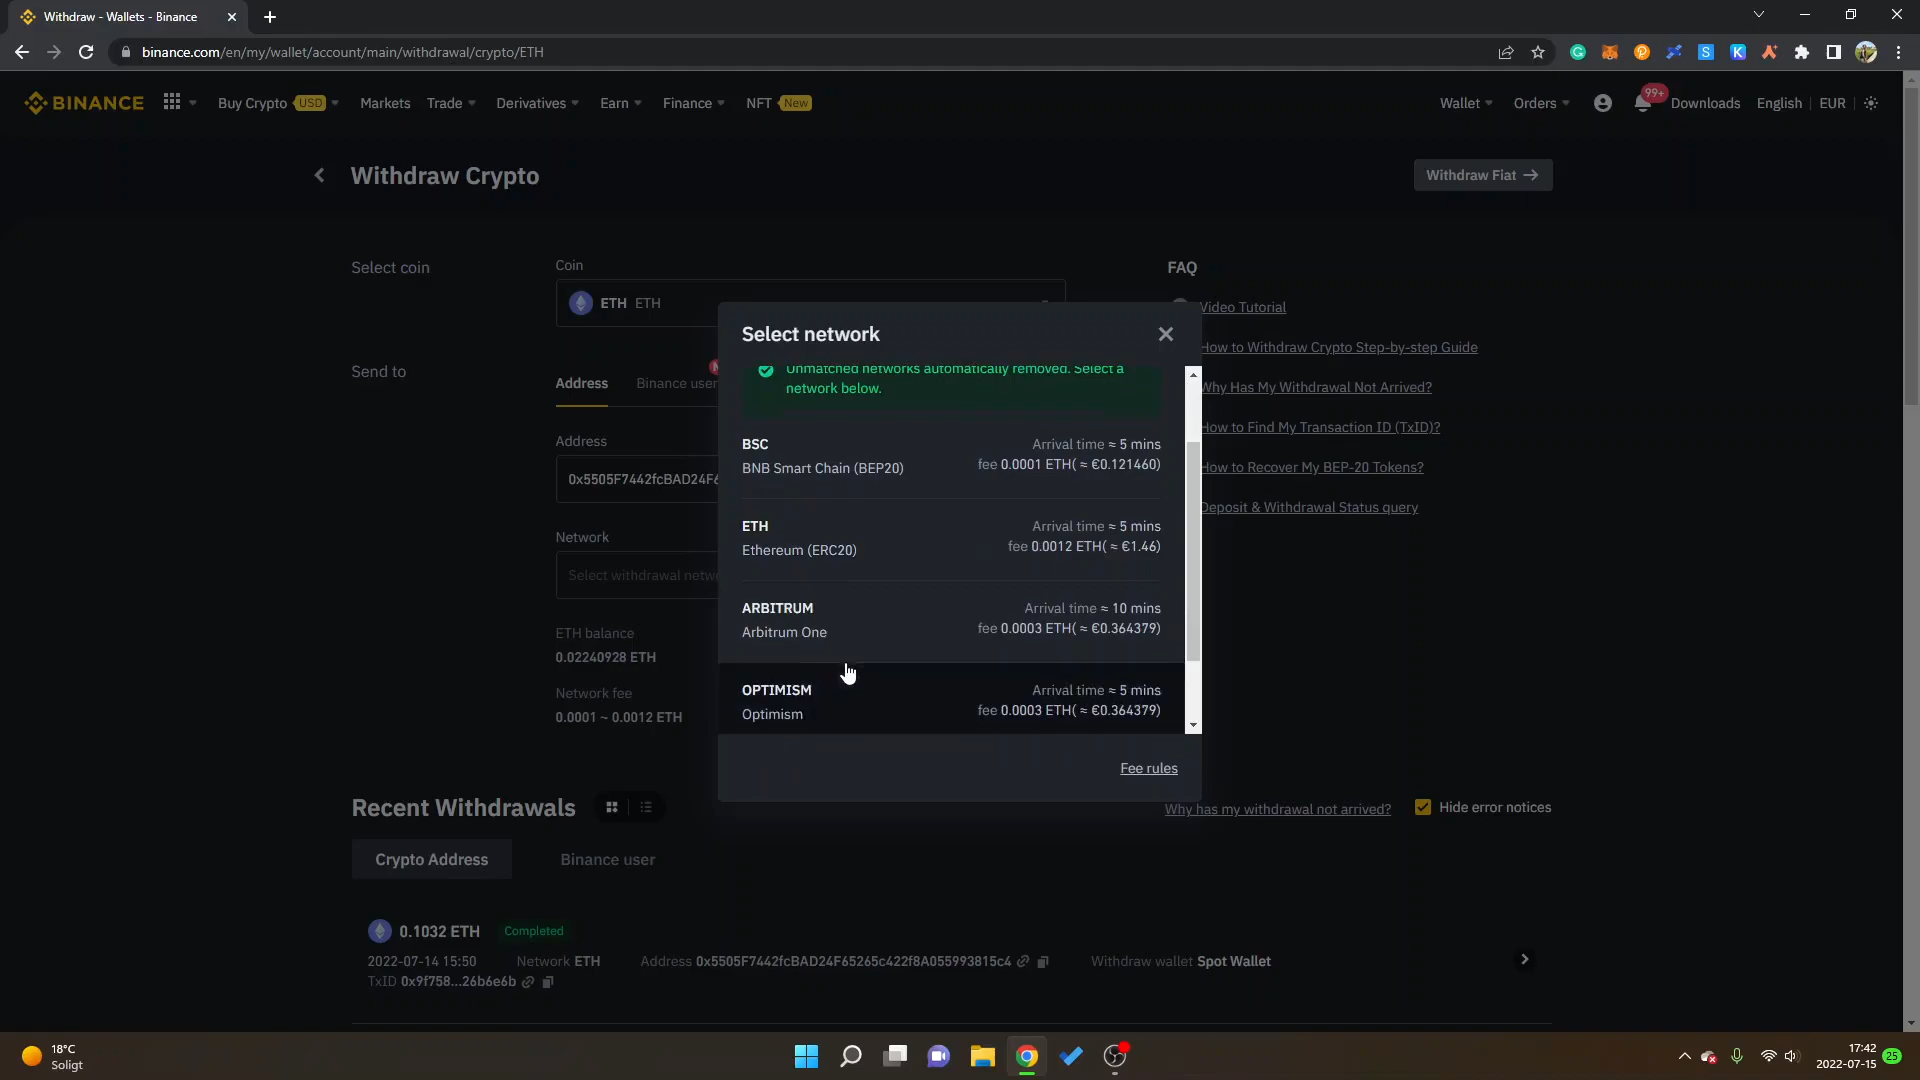 Withdraw - Wallets - Binance
binance.com/en/my/wallet/account/main/withdrawal/crypto/ETH
BINANCE
Buy Crypto USD
Markets
Trade
Derivatives
Earn
Finance
NFT New
Wallet
Orders
99+
Downloads
English
EUR
Withdraw Crypto
Withdraw Fiat →
Select coin
Coin
ETH ETH
FAQ
Video Tutorial
How to Withdraw Crypto Step-by-step Guide
Why Has My Withdrawal Not Arrived?
How to Find My Transaction ID (TxID)?
How to Recover My BEP-20 Tokens?
Deposit & Withdrawal Status query
Send to
Address
Binance user
Address
0x5505F7442fcBAD24F6
Network
Select withdrawal netw
ETH balance
0.02240928 ETH
Network fee
0.0001 ~ 0.0012 ETH
Select network
Unmatched networks automatically removed. Select a
network below.
BSC
Arrival time ≈ 5 mins
BNB Smart Chain (BEP20)
fee 0.0001 ETH( ≈ €0.121460)
ETH
Arrival time ≈ 5 mins
Ethereum (ERC20)
fee 0.0012 ETH( ≈ €1.46)
ARBITRUM
Arrival time ≈ 10 mins
Arbitrum One
fee 0.0003 ETH( ≈ €0.364379)
OPTIMISM
Arrival time ≈ 5 mins
Optimism
fee 0.0003 ETH( ≈ €0.364379)
Fee rules
Recent Withdrawals
Why has my withdrawal not arrived?
Hide error notices
Crypto Address
Binance user
0.1032 ETH
Completed
2022-07-14 15:50
Network ETH
Address 0x5505F7442fcBAD24F65265c422f8A055993815c4
Withdraw wallet Spot Wallet
TxID 0x9f758...26b6e6b
18°C
Soligt
17:42
2022-07-15
25